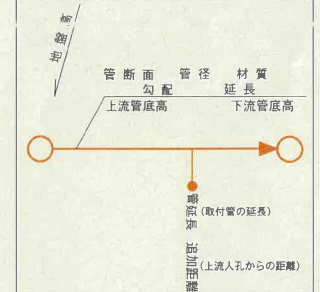 地盤高
管断面 管径 材質
勾配 延長
上流管底高 下流管底高
管延長 (取付管の延長)
追加距離 (上流人孔からの距離)